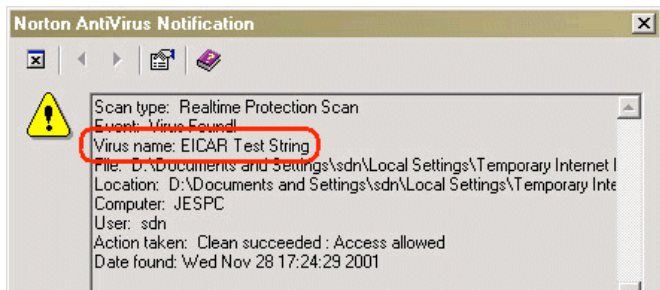 Norton AntiVirus Notification
Scan type: Realtime Protection Scan
Event: Virus Found!
Virus name: EICAR Test String
File: D:\Documents and Settings\sdn\Local Settings\Temporary Internet
Location: D:\Documents and Settings\sdn\Local Settings\Temporary Inte
Computer: JESPC
User: sdn
Action taken: Clean succeeded : Access allowed
Date found: Wed Nov 28 17:24:29 2001